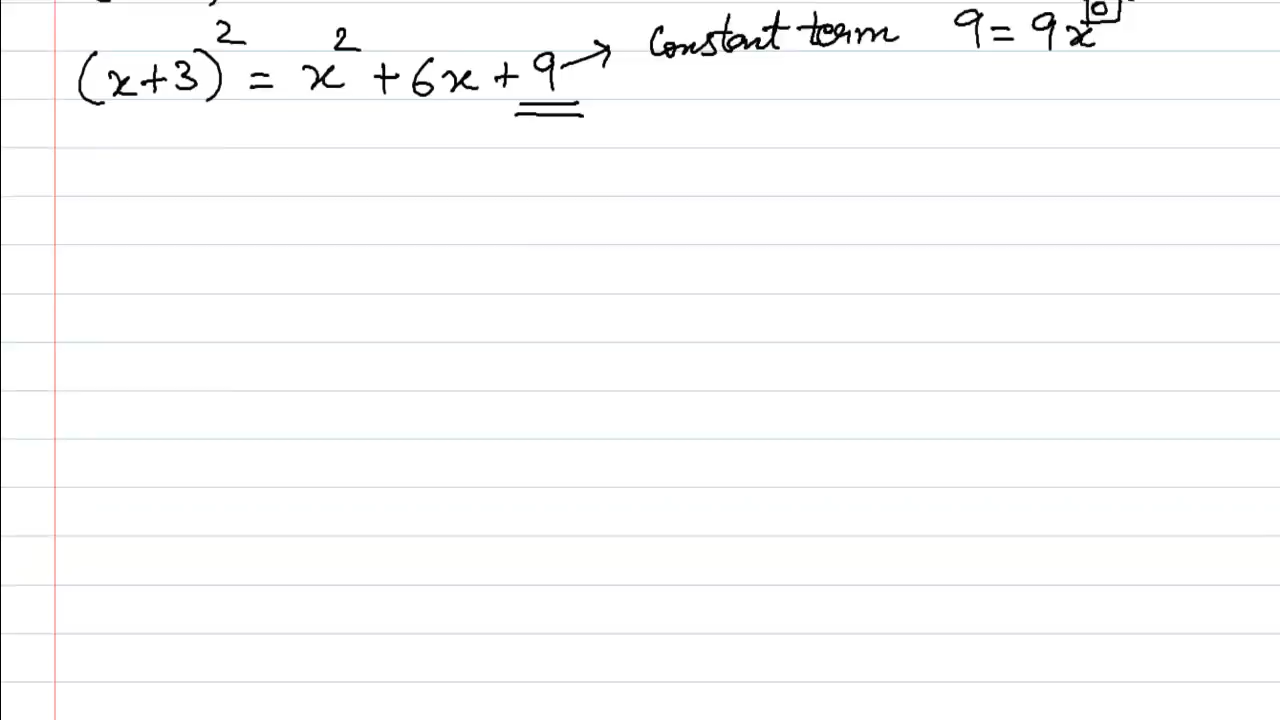 (x+3)² = x² + 6x + 9 → Constant term 9 = 9x⁰